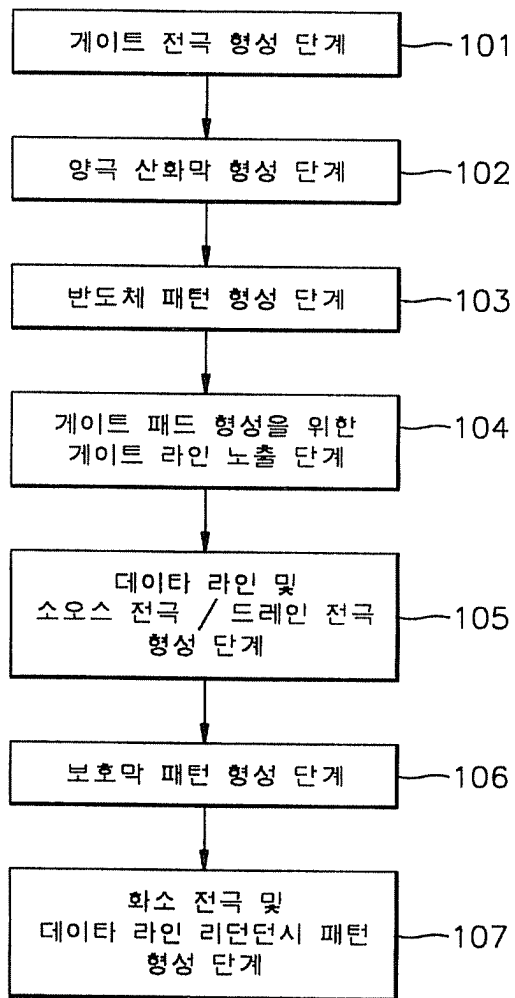 게이트 전극 형성 단계
101
양극 산화막 형성 단계
102
반도체 패턴 형성 단계
103
게이트 패드 형성을 위한
게이트 라인 노출 단계
104
데이타 라인 및
소오스 전극 / 드레인 전극
형성 단계
105
보호막 패턴 형성 단계
106
화소 전극 및
데이타 라인 리던던시 패턴
형성 단계
107